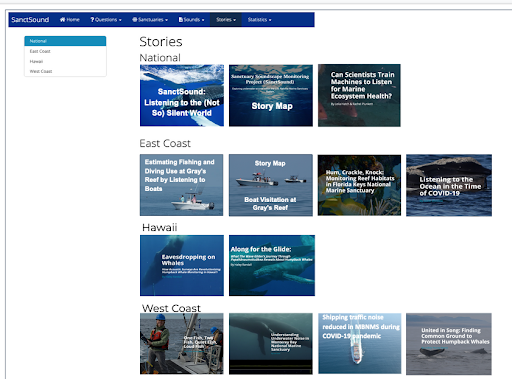 SanctSound Home Questions Sanctuaries Sounds Stories Statistics
National
East Coast
Hawaii
West Coast
Stories
National
SanctSound:
Listening to the (Not
So) Silent World
Sanctuary Soundscape Monitoring
Project (SanctSound)
Story Map
Can Scientists Train
Machines to Listen
for Marine
Ecosystem Health?
East Coast
Estimating Fishing and
Diving Use at Gray's
Reef by Listening to
Boats
Story Map
Boat Visitation at
Gray's Reef
Hum, Crackle, Knock:
Monitoring Reef Habitats
in Florida Keys National
Marine Sanctuary
Listening to the
Ocean in the Time
of COVID-19
Hawaii
Eavesdropping on
Whales
Along for the Glide:
West Coast
One Fish, Two
Fish, Quiet Fish,
Loud Fish
Understanding
Underwater Noise in
Monterey Bay
National Marine
Sanctuary
Shipping traffic noise
reduced in MBNMS during
COVID-19 pandemic
United in Song: Finding
Common Ground to
Protect Humpback Whales